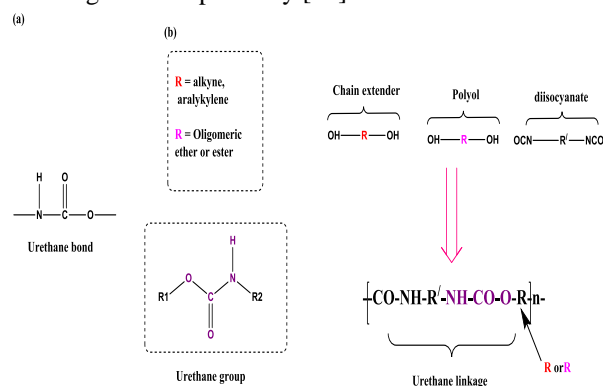 (a)
(b)
R = alkyne,
aralykylene
R = Oligomeric
ether or ester
Chain extender
OH—R—OH
Polyol
OH—R—OH
diisocyanate
OCN—R/—NCO
H O
—N—C—O—
Urethane bond
H
O N
R1 C R2
O
Urethane group
-[CO-NH-R/-NH-CO-O-R]n-
Urethane linkage
R orR